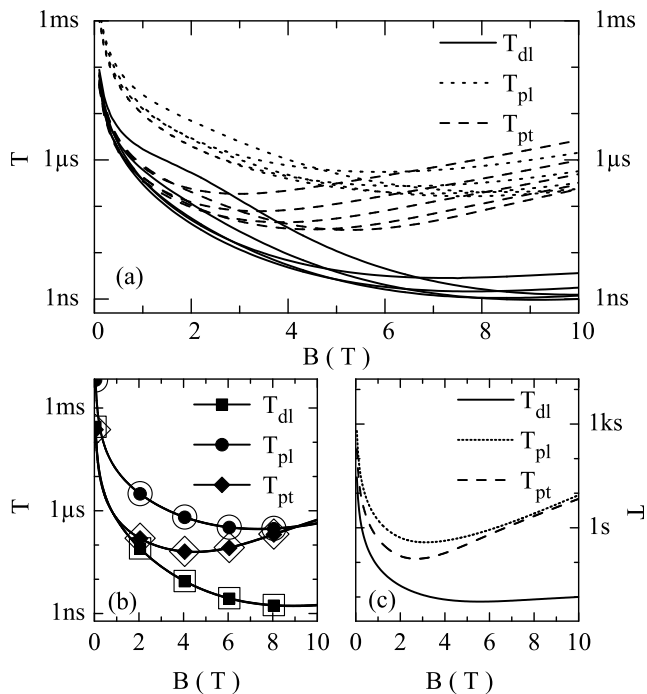 1ms 1ms
T_dl
T_pl
T_pt
T 1μs 1μs
(a)
1ns 1ns
0 2 4 6 8 10
B ( T )
1ms T_dl T_dl 1ks
T_pl T_pl
T 1μs T_pt T_pt 1s T
1ns (b) (c)
0 2 4 6 8 10 0 2 4 6 8 10
B ( T ) B ( T )